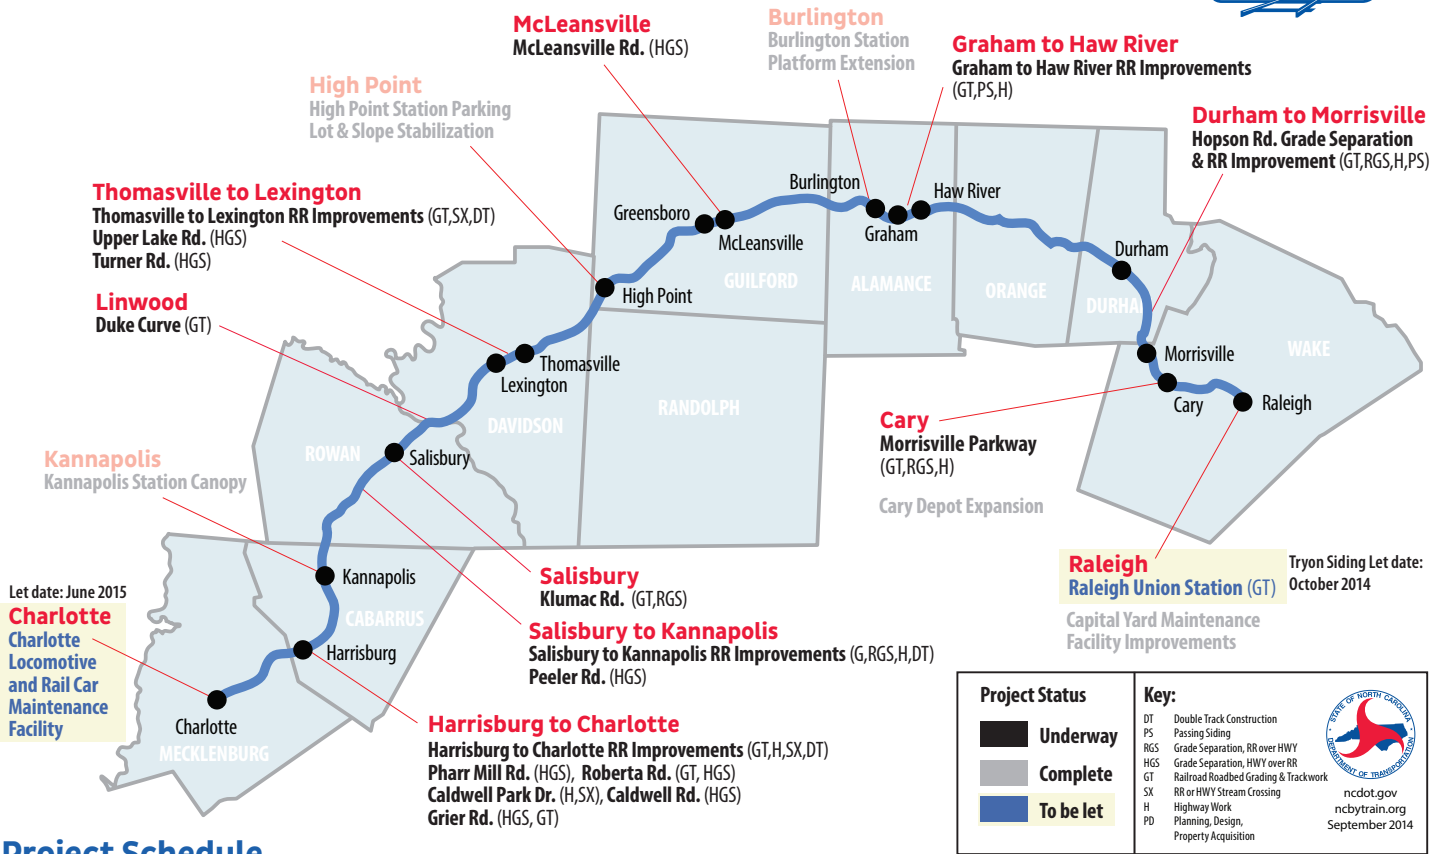 McLeansville
McLeansville Rd. (HGS)
Burlington
Burlington Station
Platform Extension
Graham to Haw River
Graham to Haw River RR Improvements
(GT,PS,H)
High Point
High Point Station Parking
Lot & Slope Stabilization
Durham to Morrisville
Hopson Rd. Grade Separation
& RR Improvement (GT,RGS,H,PS)
Thomasville to Lexington
Thomasville to Lexington RR Improvements (GT,SX,DT)
Upper Lake Rd. (HGS)
Turner Rd. (HGS)
Linwood
Duke Curve (GT)
Burlington
Haw River
Greensboro
McLeansville
Graham
Durham
GUILFORD
ALAMANCE
ORANGE
DURHA
WAKE
High Point
Thomasville
Lexington
Morrisville
Cary
Raleigh
RANDOLPH
DAVIDSON
ROWAN
Salisbury
Cary
Morrisville Parkway
(GT,RGS,H)
Cary Depot Expansion
Kannapolis
Kannapolis Station Canopy
Kannapolis
CABARRUS
Harrisburg
Charlotte
MECKLENBURG
Let date: June 2015
Charlotte
Charlotte
Locomotive
and Rail Car
Maintenance
Facility
Salisbury
Klumac Rd. (GT,RGS)
Salisbury to Kannapolis
Salisbury to Kannapolis RR Improvements (G,RGS,H,DT)
Peeler Rd. (HGS)
Harrisburg to Charlotte
Harrisburg to Charlotte RR Improvements (GT,H,SX,DT)
Pharr Mill Rd. (HGS), Roberta Rd. (GT, HGS)
Caldwell Park Dr. (H,SX), Caldwell Rd. (HGS)
Grier Rd. (HGS, GT)
Raleigh
Raleigh Union Station (GT)
Tryon Siding Let date:
October 2014
Capital Yard Maintenance
Facility Improvements
Project Status
Underway
Complete
To be let
Key:
DT Double Track Construction
PS Passing Siding
RGS Grade Separation, RR over HWY
HGS Grade Separation, HWY over RR
GT Railroad Roadbed Grading & Trackwork
SX RR or HWY Stream Crossing
H Highway Work
PD Planning, Design,
Property Acquisition
STATE OF NORTH CAROLINA
DEPARTMENT OF TRANSPORTATION
ncdot.gov
ncbytrain.org
September 2014
Project Schedule